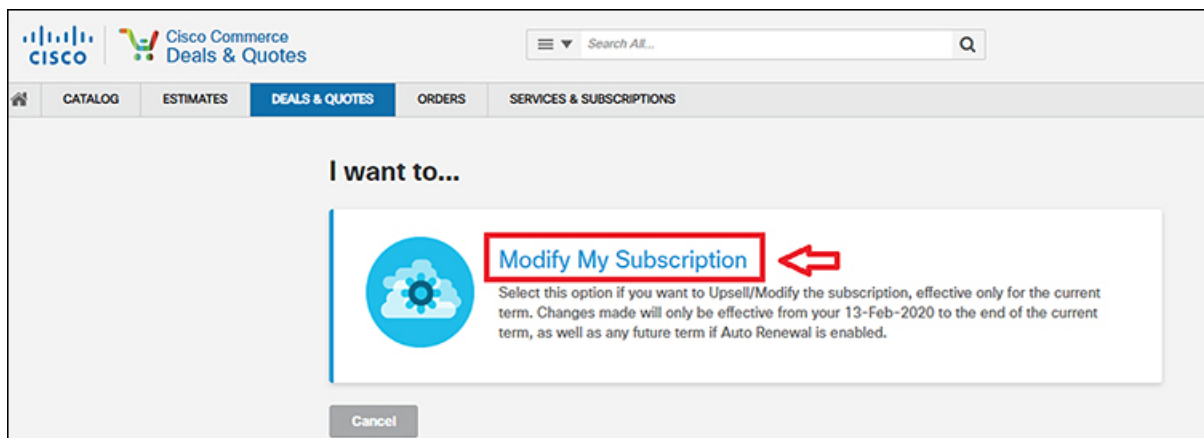 CISCO
Cisco Commerce
Deals & Quotes
Search All...
CATALOG
ESTIMATES
DEALS & QUOTES
ORDERS
SERVICES & SUBSCRIPTIONS
I want to...
Modify My Subscription
Select this option if you want to Upsell/Modify the subscription, effective only for the current
term. Changes made will only be effective from your 13-Feb-2020 to the end of the current
term, as well as any future term if Auto Renewal is enabled.
Cancel